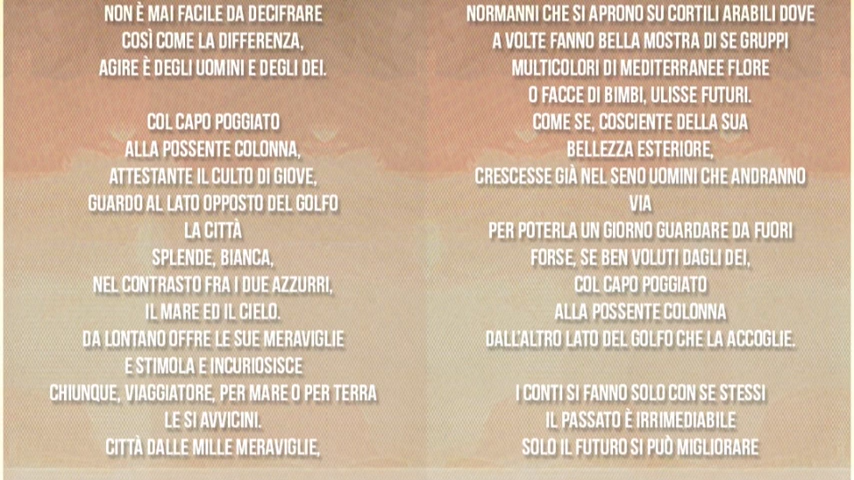 NON È MAI FACILE DA DECIFRARE
COSÌ COME LA DIFFERENZA,
AGIRE È DEGLI UOMINI E DEGLI DEI.
COL CAPO POGGIATO
ALLA POSSENTE COLONNA,
ATTESTANTE IL CULTO DI GIOVE,
GUARDO AL LATO OPPOSTO DEL GOLFO
LA CITTÀ
SPLENDE, BIANCA,
NEL CONTRASTO FRA I DUE AZZURRI,
IL MARE ED IL CIELO.
DA LONTANO OFFRE LE SUE MERAVIGLIE
E STIMOLA E INCURIOSISCE
CHIUNQUE, VIAGGIATORE, PER MARE O PER TERRA
LE SI AVVICINI.
CITTÀ DALLE MILLE MERAVIGLIE,
NORMANNI CHE SI APRONO SU CORTILI ARABILI DOVE
A VOLTE FANNO BELLA MOSTRA DI SE GRUPPI
MULTICOLORI DI MEDITERRANEE FLORE
O FACCE DI BIMBI, ULISSE FUTURI.
COME SE, COSCIENTE DELLA SUA
BELLEZZA ESTERIORE,
CRESCESSE GIÀ NEL SENO UOMINI CHE ANDRANNO
VIA
PER POTERLA UN GIORNO GUARDARE DA FUORI
FORSE, SE BEN VOLUTI DAGLI DEI,
COL CAPO POGGIATO
ALLA POSSENTE COLONNA
DALL'ALTRO LATO DEL GOLFO CHE LA ACCOGLIE.
I CONTI SI FANNO SOLO CON SE STESSI
IL PASSATO È IRRIMEDIABILE
SOLO IL FUTURO SI PUÒ MIGLIORARE